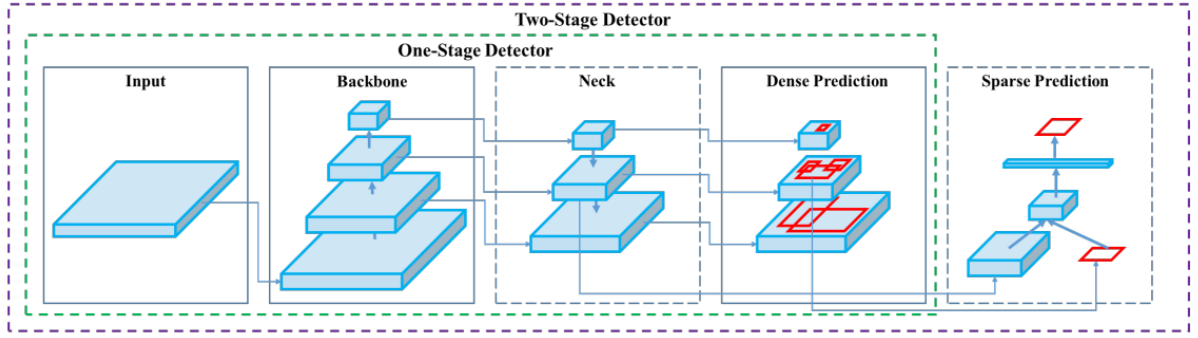 Two-Stage Detector
One-Stage Detector
Input
Backbone
Neck
Dense Prediction
Sparse Prediction